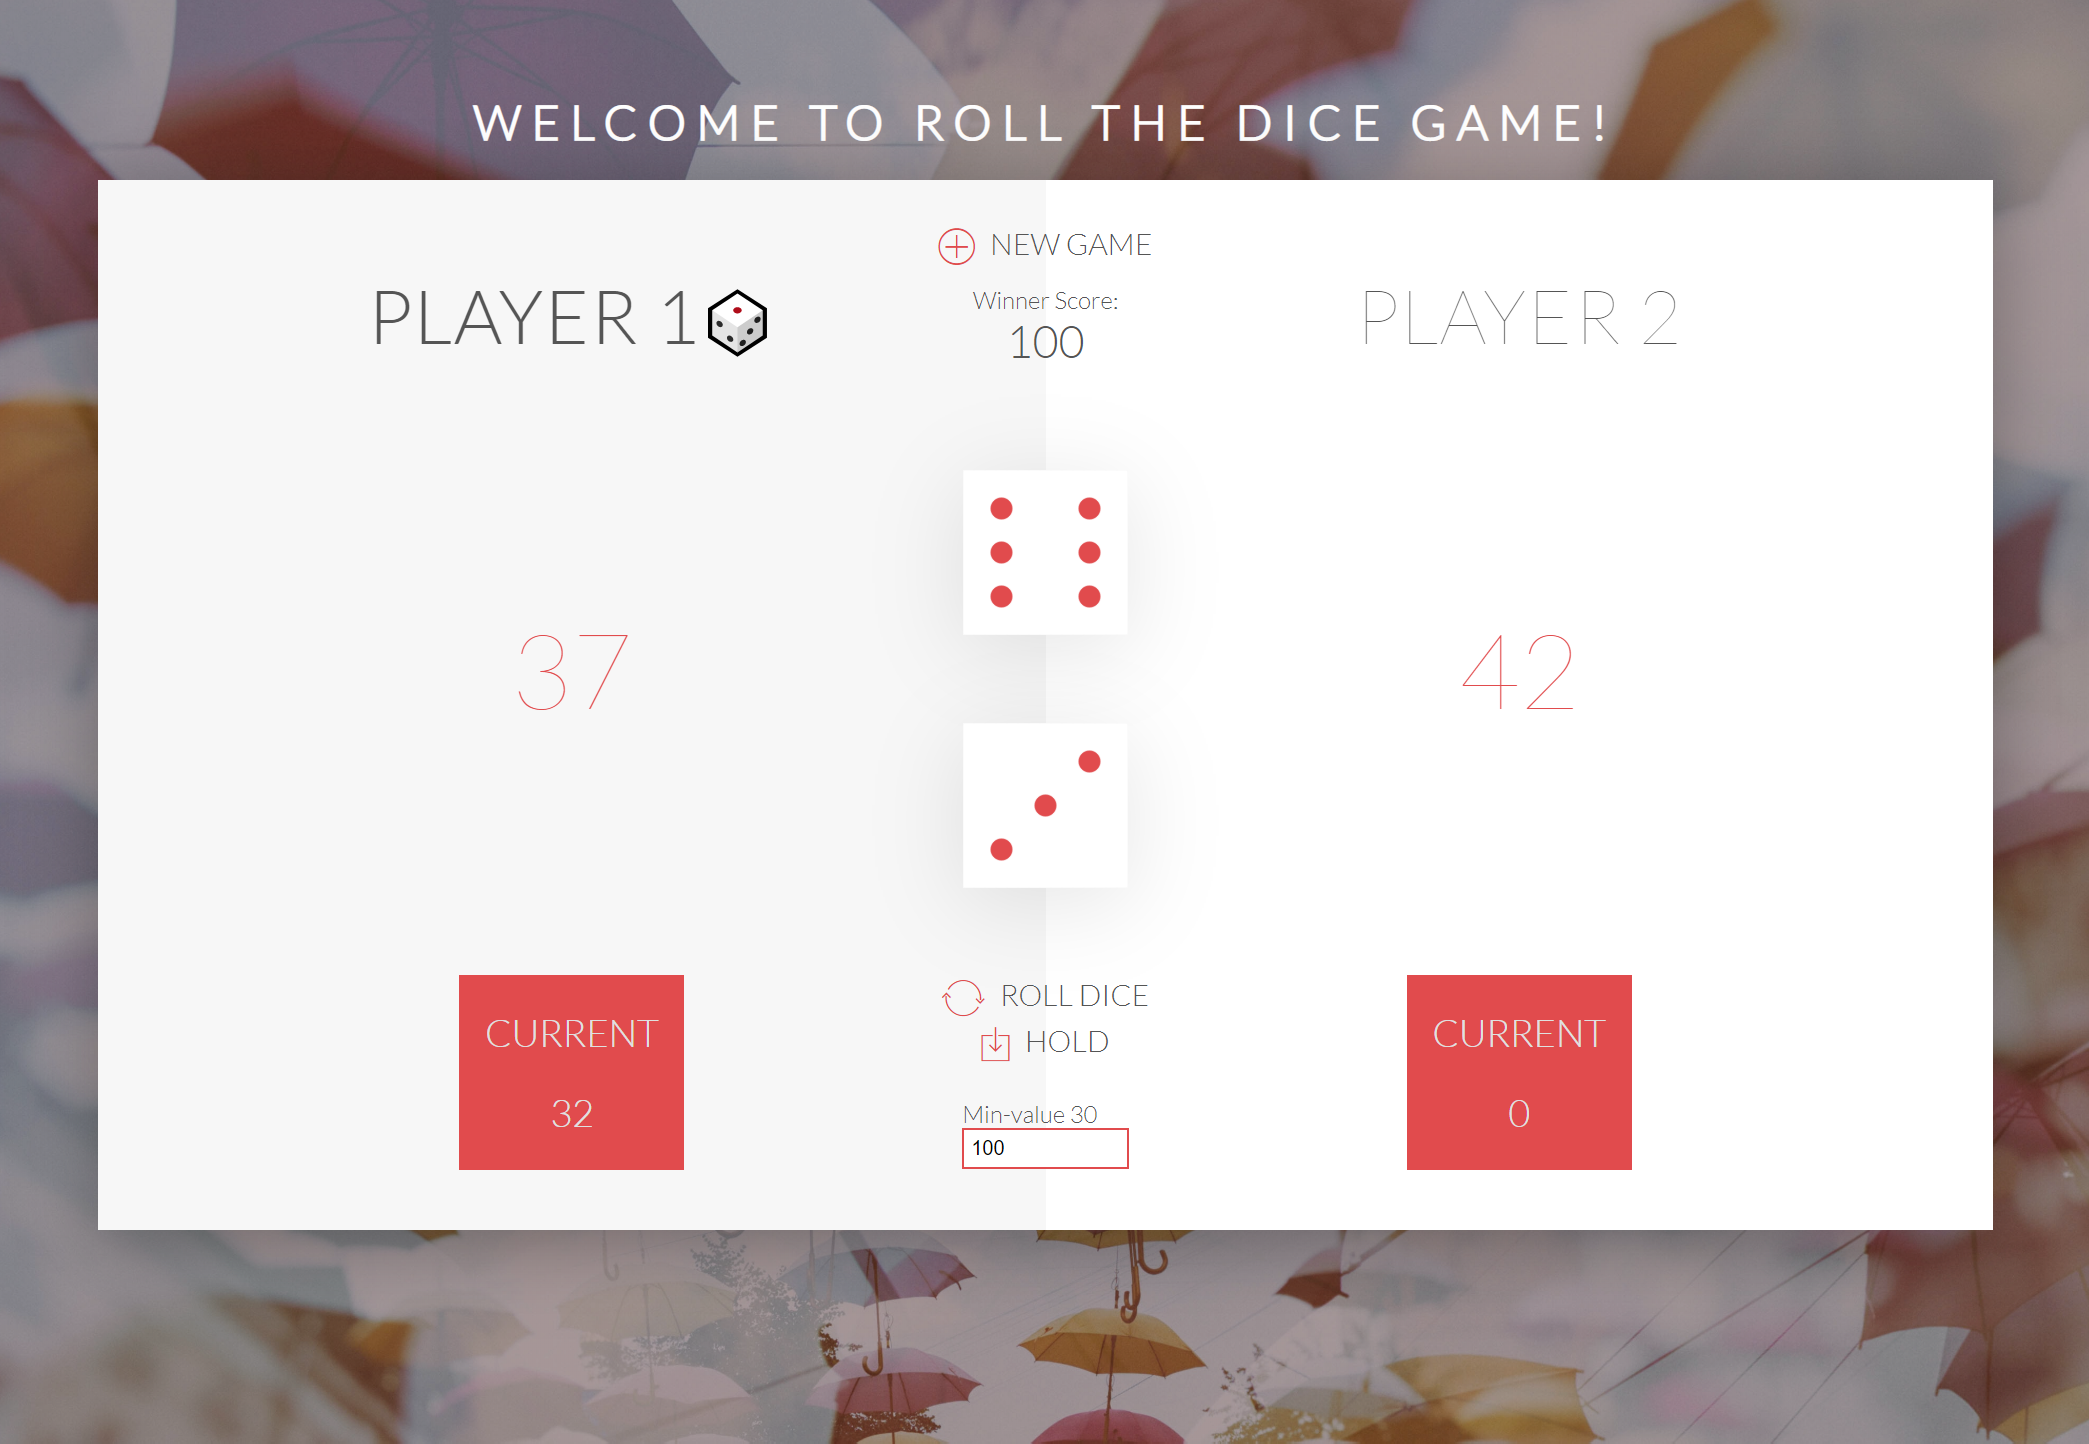 WELCOME TO ROLL THE DICE GAME!
NEW GAME
PLAYER 1
Winner Score:
100
PLAYER 2
37
42
CURRENT
32
ROLL DICE
HOLD
Min-value 30
100
CURRENT
0